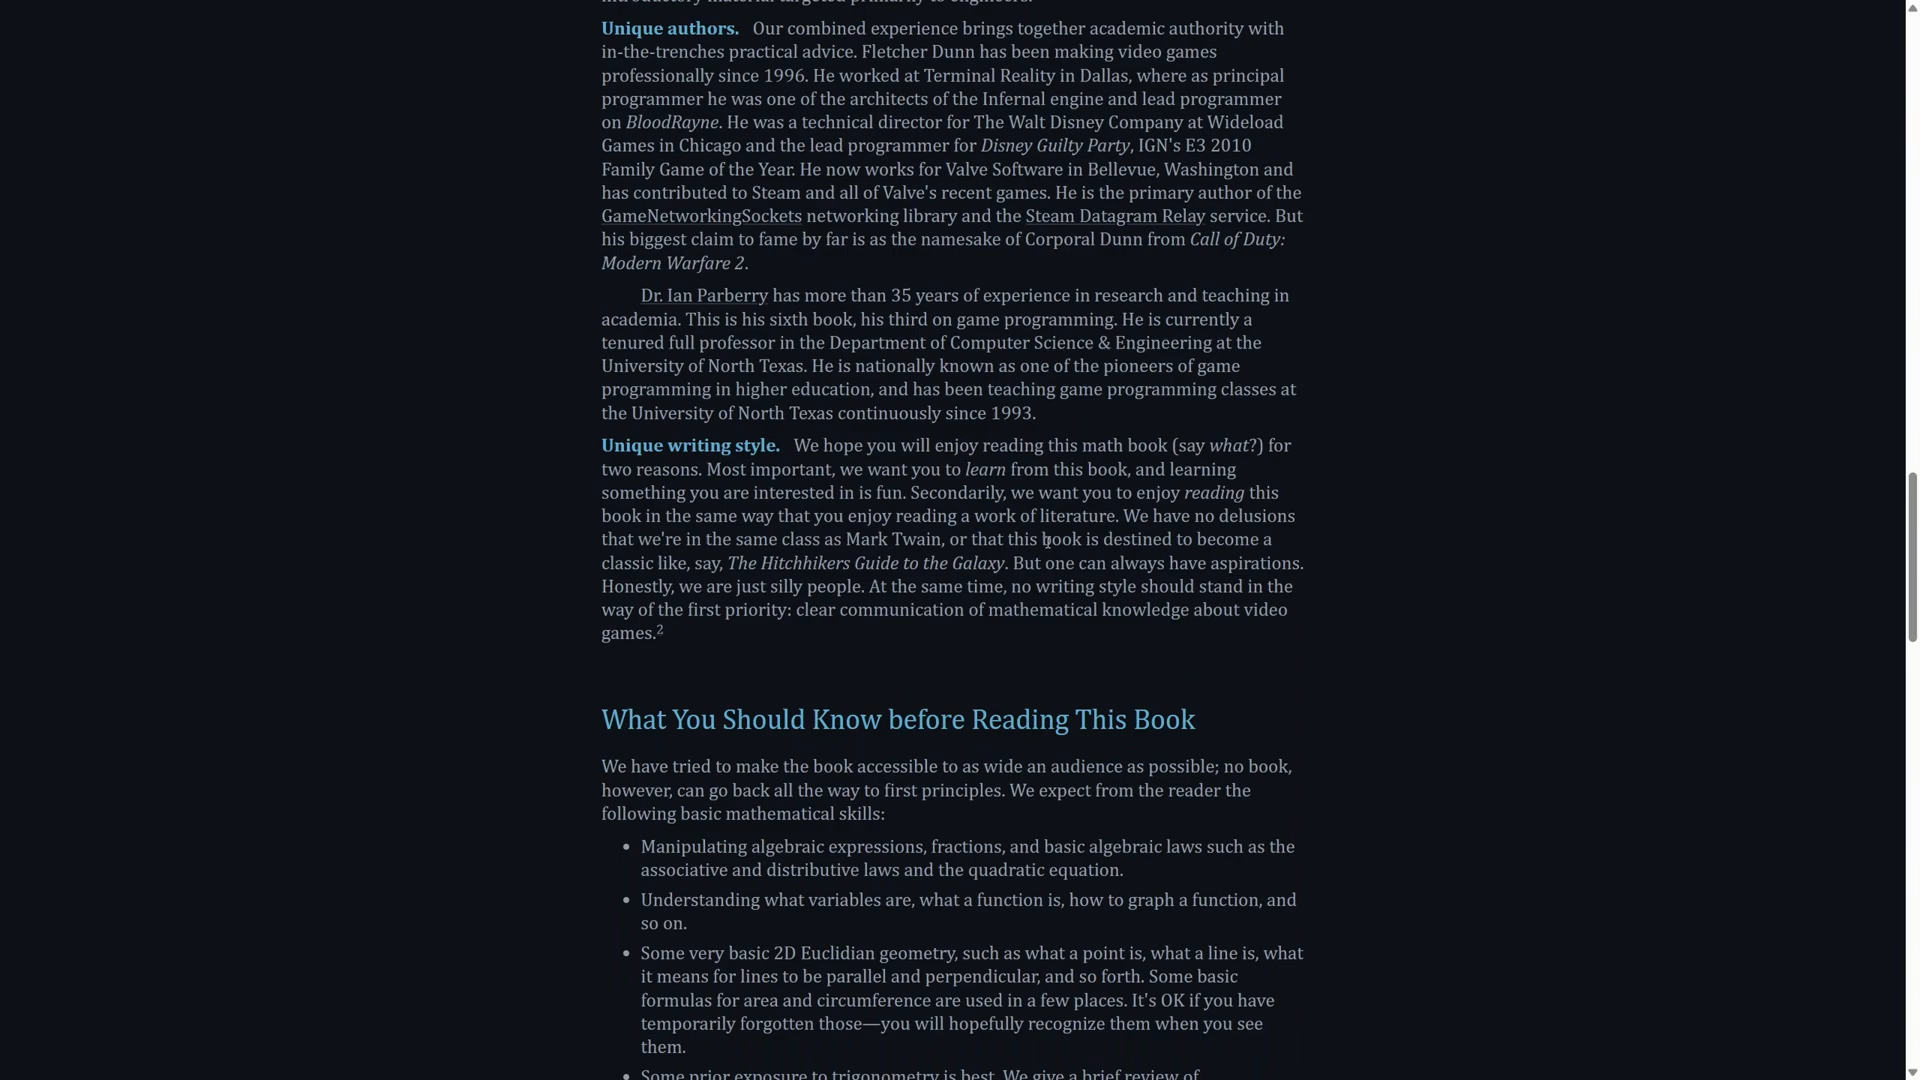 introductory material targeted primarily to engineers.
Unique authors. Our combined experience brings together academic authority with
in-the-trenches practical advice. Fletcher Dunn has been making video games
professionally since 1996. He worked at Terminal Reality in Dallas, where as principal
programmer he was one of the architects of the Infernal engine and lead programmer
on BloodRayne. He was a technical director for The Walt Disney Company at Wideload
Games in Chicago and the lead programmer for Disney Guilty Party, IGN's E3 2010
Family Game of the Year. He now works for Valve Software in Bellevue, Washington and
has contributed to Steam and all of Valve's recent games. He is the primary author of the
GameNetworkingSockets networking library and the Steam Datagram Relay service. But
his biggest claim to fame by far is as the namesake of Corporal Dunn from Call of Duty:
Modern Warfare 2.
Dr. Ian Parberry has more than 35 years of experience in research and teaching in
academia. This is his sixth book, his third on game programming. He is currently a
tenured full professor in the Department of Computer Science & Engineering at the
University of North Texas. He is nationally known as one of the pioneers of game
programming in higher education, and has been teaching game programming classes at
the University of North Texas continuously since 1993.
Unique writing style. We hope you will enjoy reading this math book (say what?) for
two reasons. Most important, we want you to learn from this book, and learning
something you are interested in is fun. Secondarily, we want you to enjoy reading this
book in the same way that you enjoy reading a work of literature. We have no delusions
that we're in the same class as Mark Twain, or that this book is destined to become a
classic like, say, The Hitchhikers Guide to the Galaxy. But one can always have aspirations.
Honestly, we are just silly people. At the same time, no writing style should stand in the
way of the first priority: clear communication of mathematical knowledge about video
games.2
What You Should Know before Reading This Book
We have tried to make the book accessible to as wide an audience as possible; no book,
however, can go back all the way to first principles. We expect from the reader the
following basic mathematical skills:
• Manipulating algebraic expressions, fractions, and basic algebraic laws such as the
associative and distributive laws and the quadratic equation.
• Understanding what variables are, what a function is, how to graph a function, and
so on.
• Some very basic 2D Euclidian geometry, such as what a point is, what a line is, what
it means for lines to be parallel and perpendicular, and so forth. Some basic
formulas for area and circumference are used in a few places. It's OK if you have
temporarily forgotten those—you will hopefully recognize them when you see
them.
• Some prior exposure to trigonometry is best. We give a brief review of